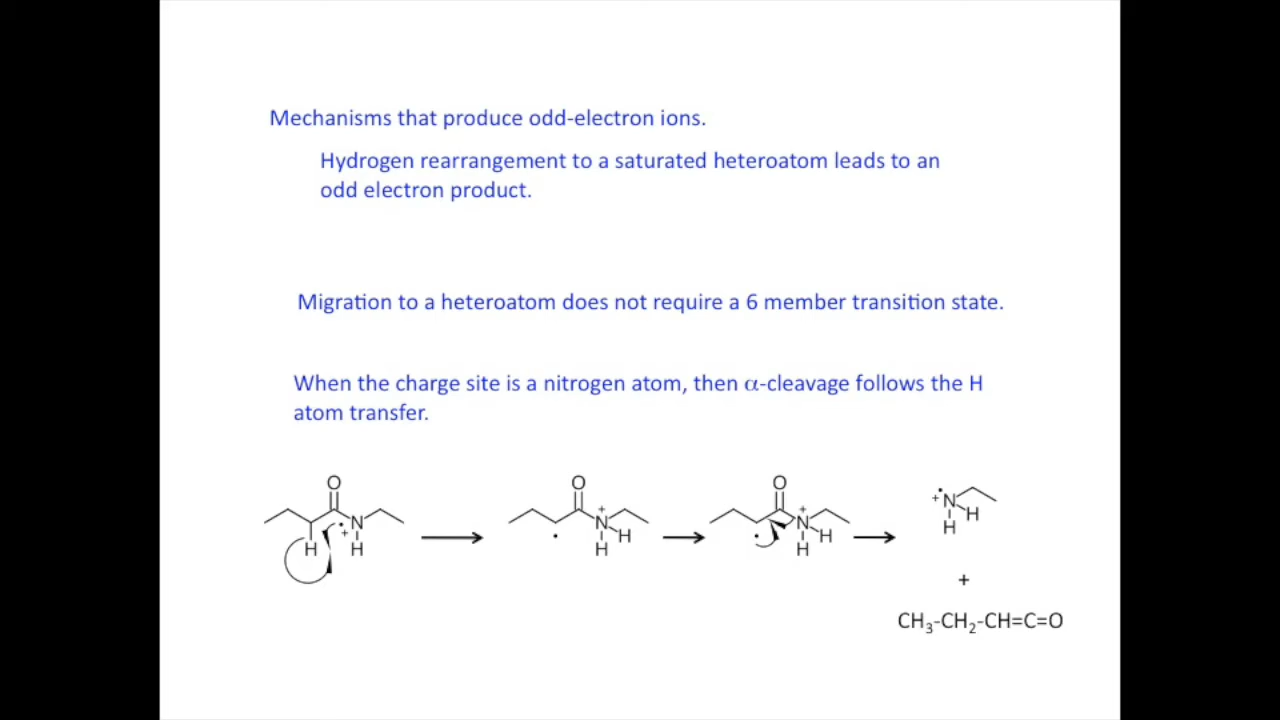 Mechanisms that produce odd-electron ions.
Hydrogen rearrangement to a saturated heteroatom leads to an
odd electron product.
Migration to a heteroatom does not require a 6 member transition state.
When the charge site is a nitrogen atom, then α-cleavage follows the H
atom transfer.
O O O
N + N + N + N H
H H H H H H H
+
CH₃-CH₂-CH=C=O